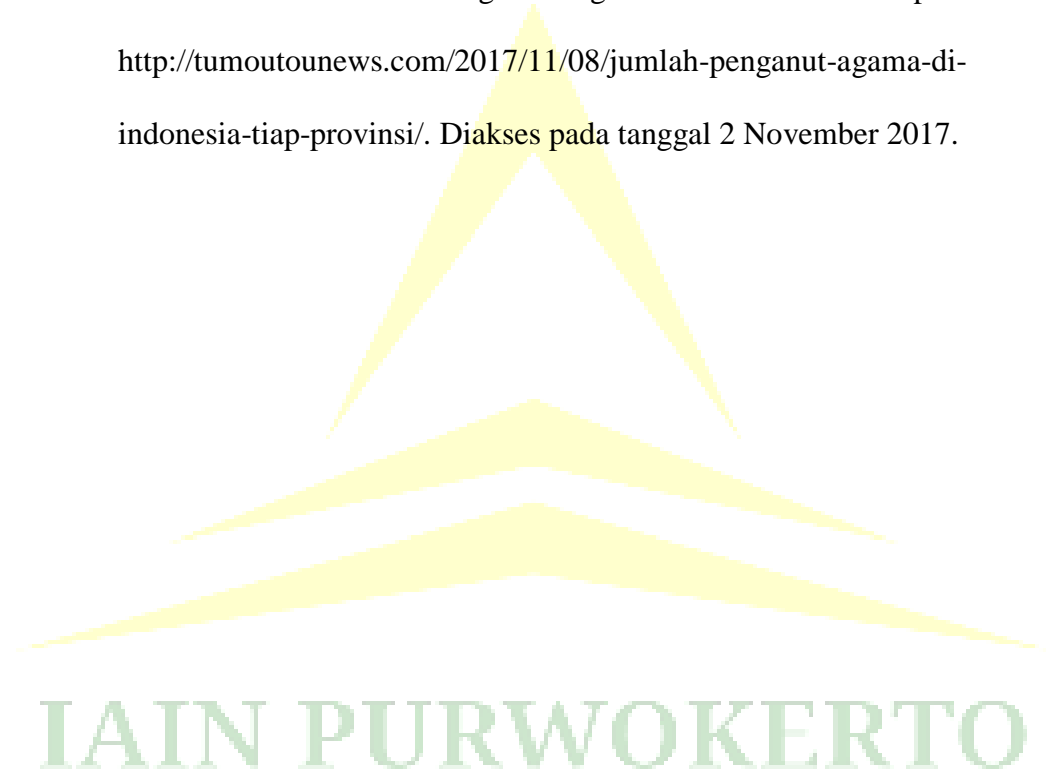 http://tumoutounews.com/2017/11/08/jumlah-penganut-agama-di-
indonesia-tiap-provinsi/. Diakses pada tanggal 2 November 2017.
IAIN PURWOKERTO